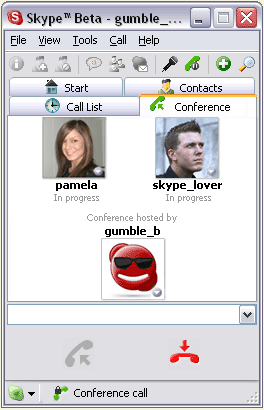 Skype™ Beta - gumble_...
File View Tools Call Help
Start Contacts
Call List Conference
pamela skype_lover
In progress In progress
Conference hosted by
gumble_b
Conference call